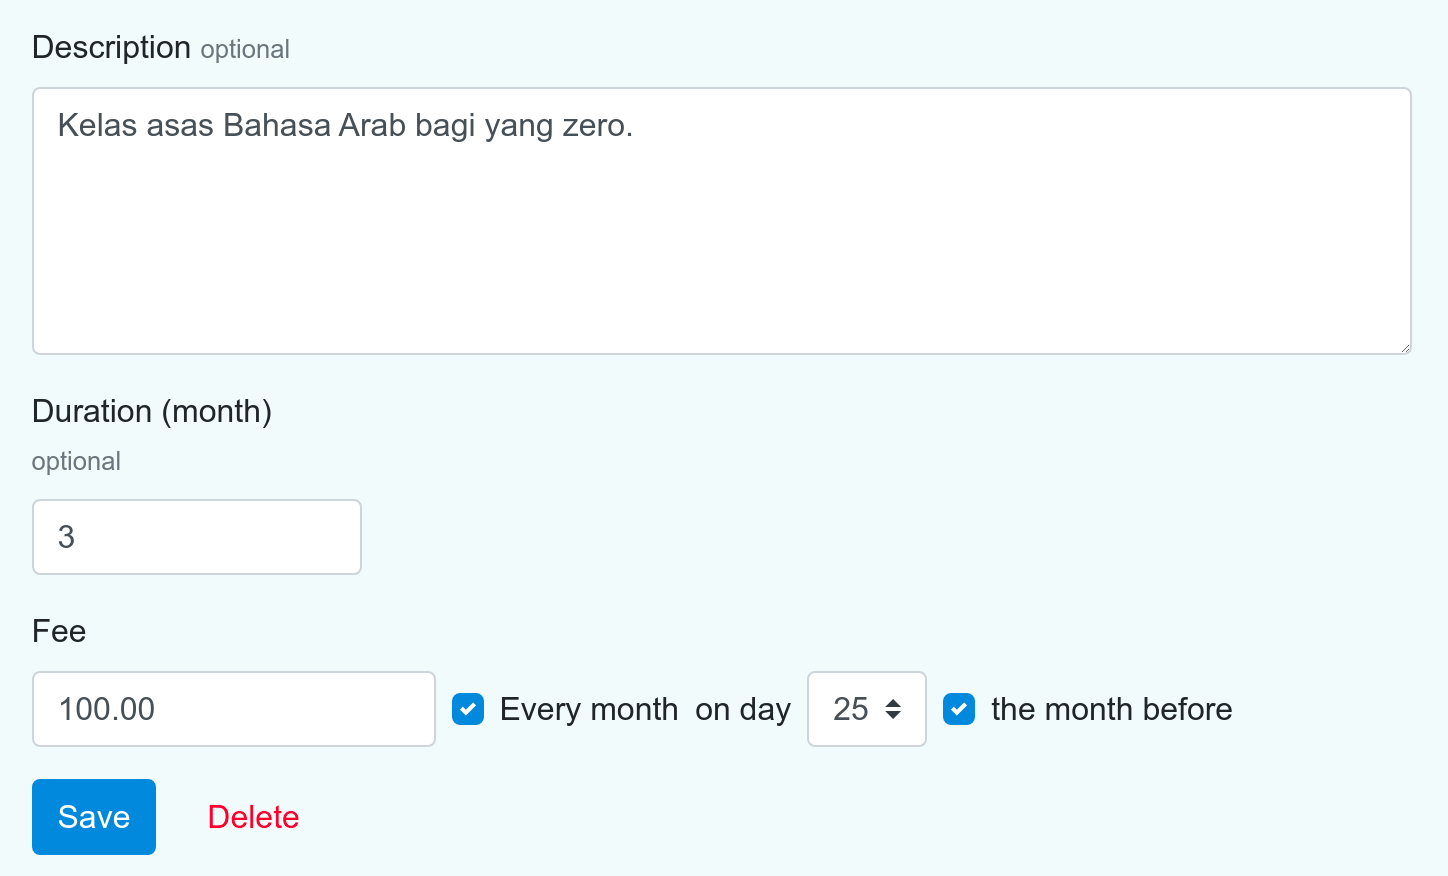 Description optional
Kelas asas Bahasa Arab bagi yang zero.
Duration (month)
optional
3
Fee
100.00 Every month on day 25 the month before
Save Delete